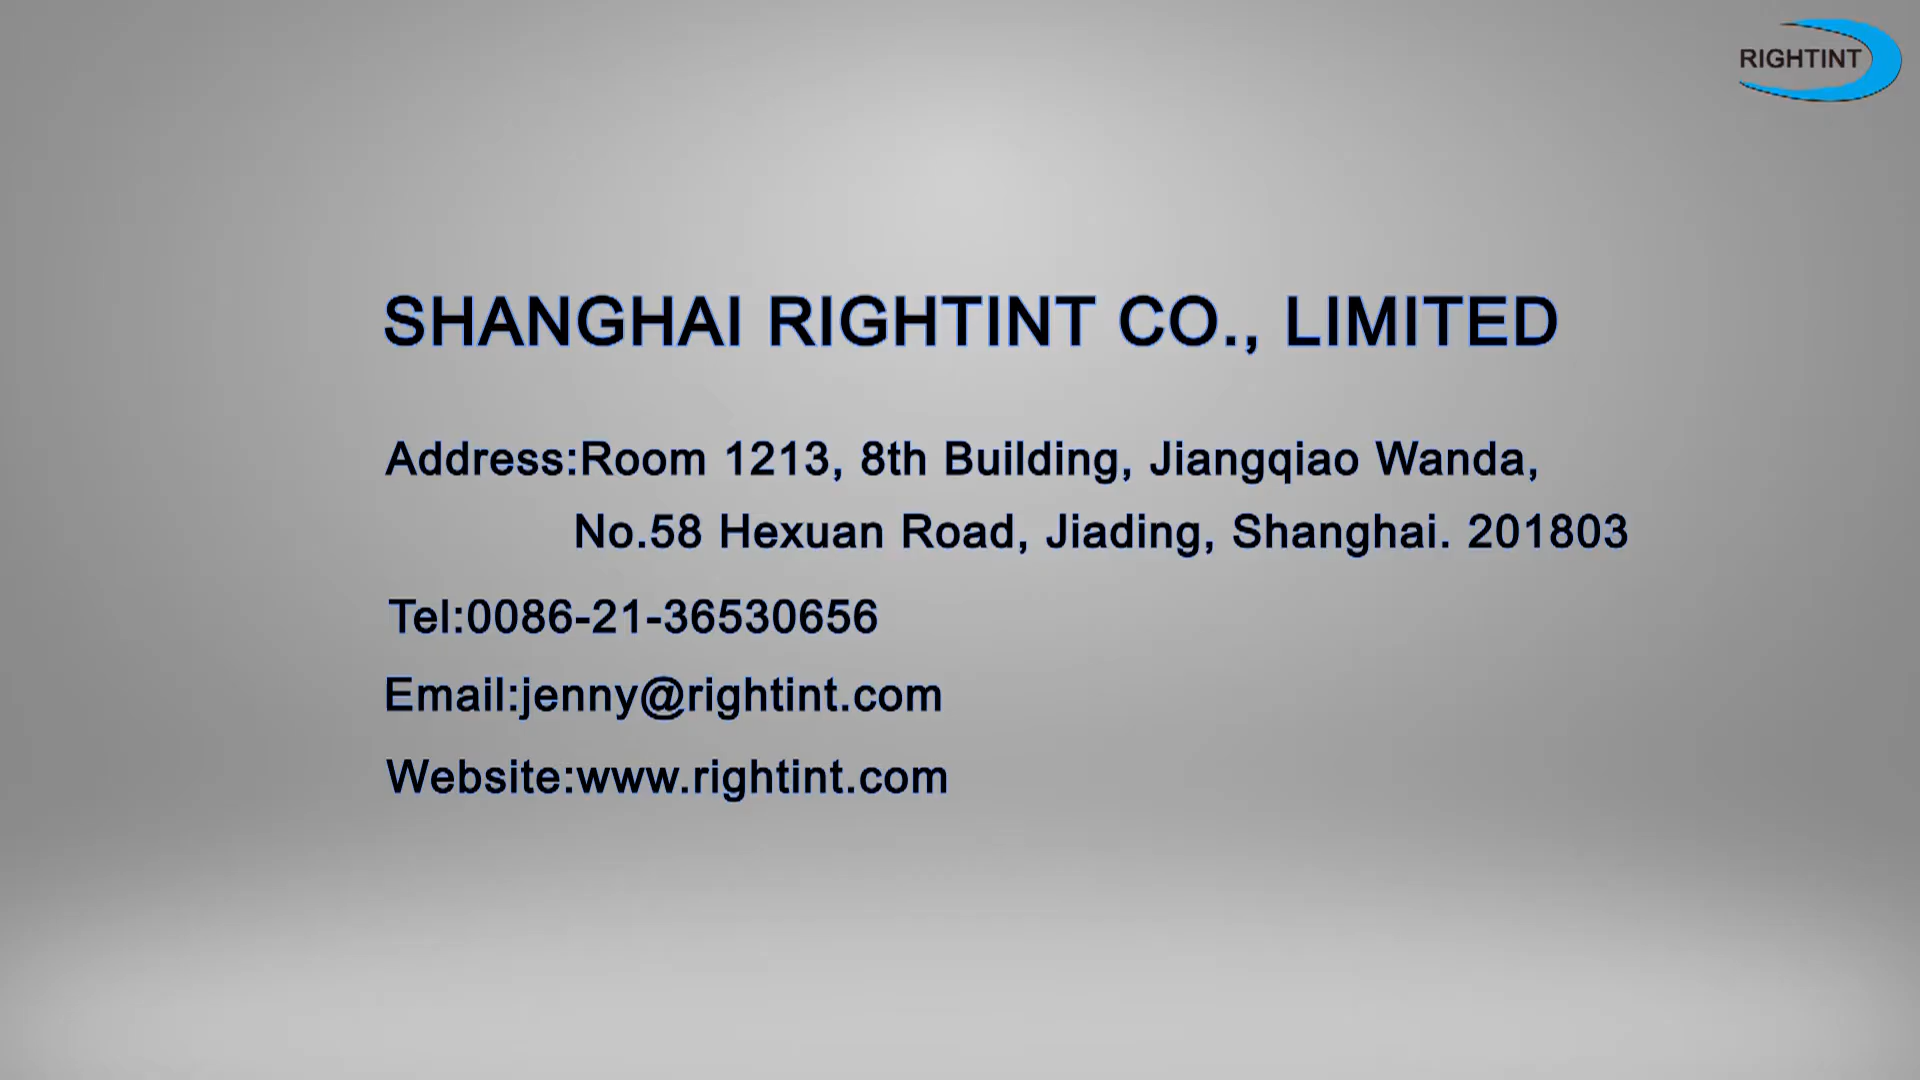 RIGHTINT
SHANGHAI RIGHTINT CO., LIMITED
Address:Room 1213, 8th Building, Jiangqiao Wanda,
No.58 Hexuan Road, Jiading, Shanghai. 201803
Tel:0086-21-36530656
Email:jenny@rightint.com
Website:www.rightint.com